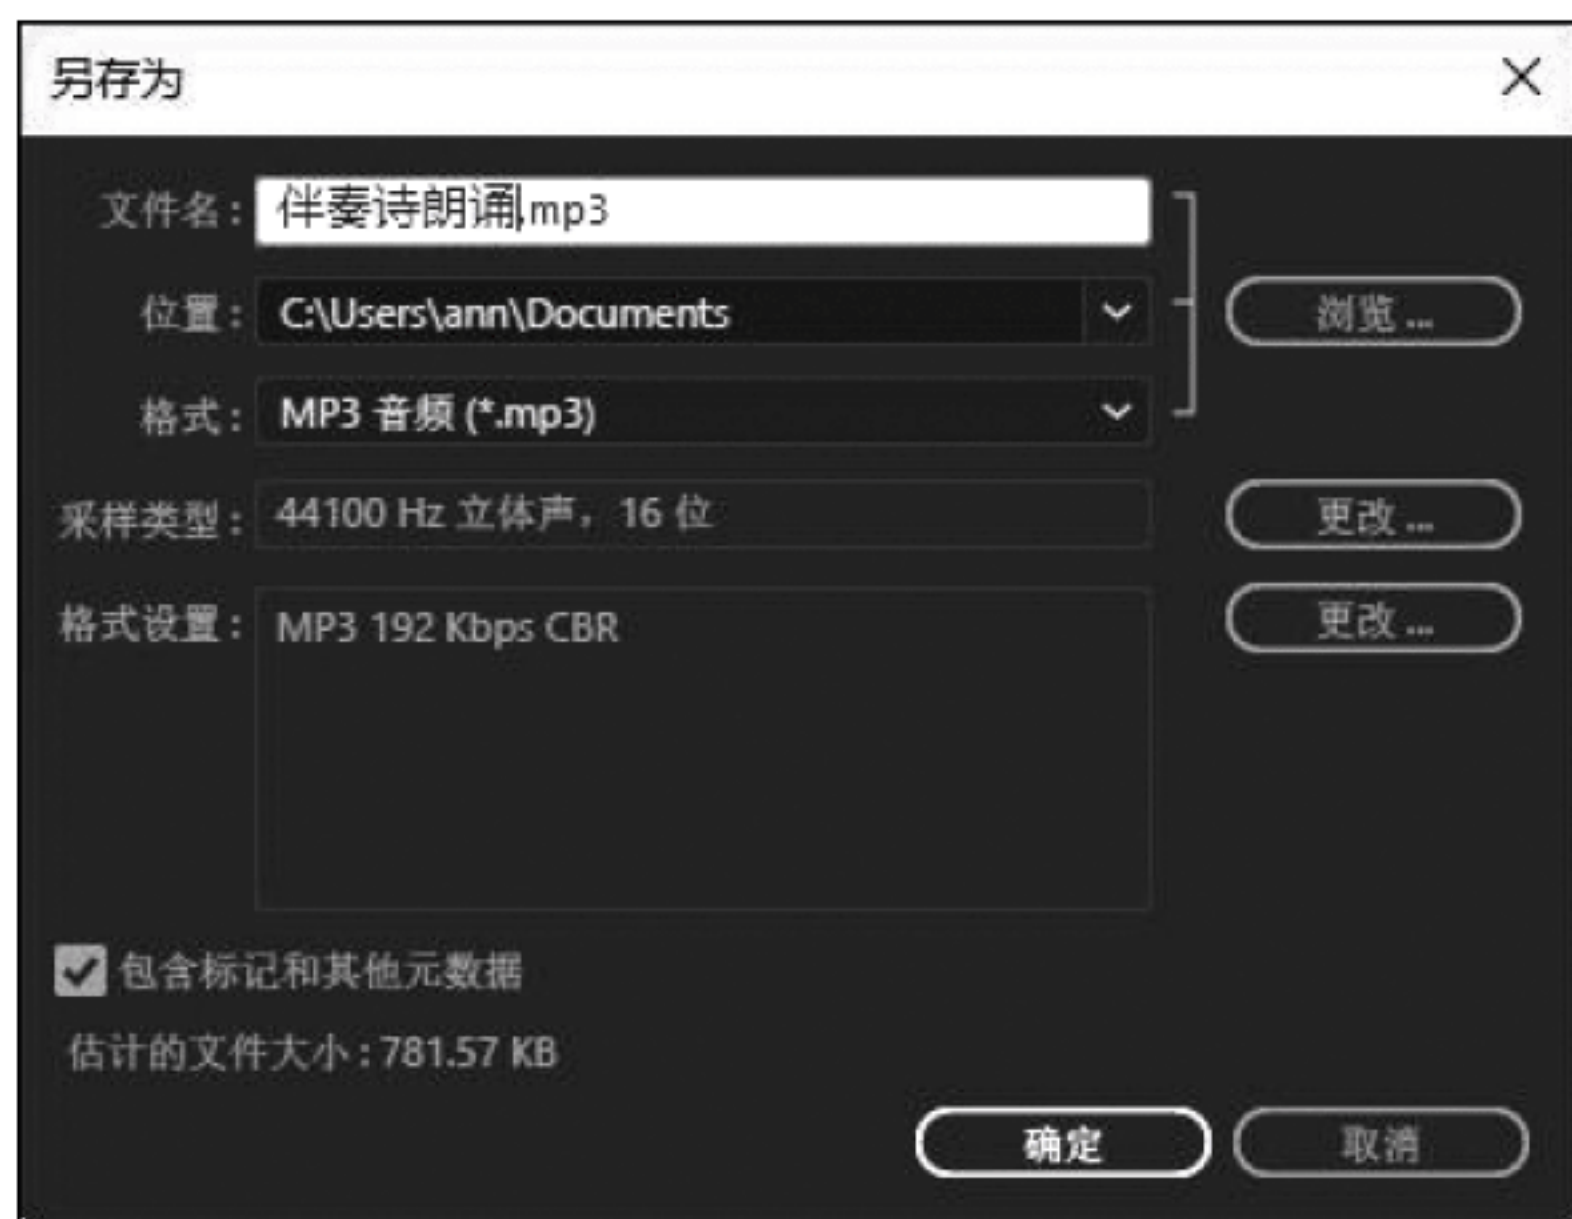 另存为
文件名: 伴奏诗朗诵.mp3
位置: C:\Users\ann\Documents
浏览...
格式: MP3 音频 (*.mp3)
采样类型: 44100 Hz 立体声，16 位
更改...
格式设置: MP3 192 Kbps CBR
更改...
包含标记和其他元数据
估计的文件大小: 781.57 KB
确定 取消